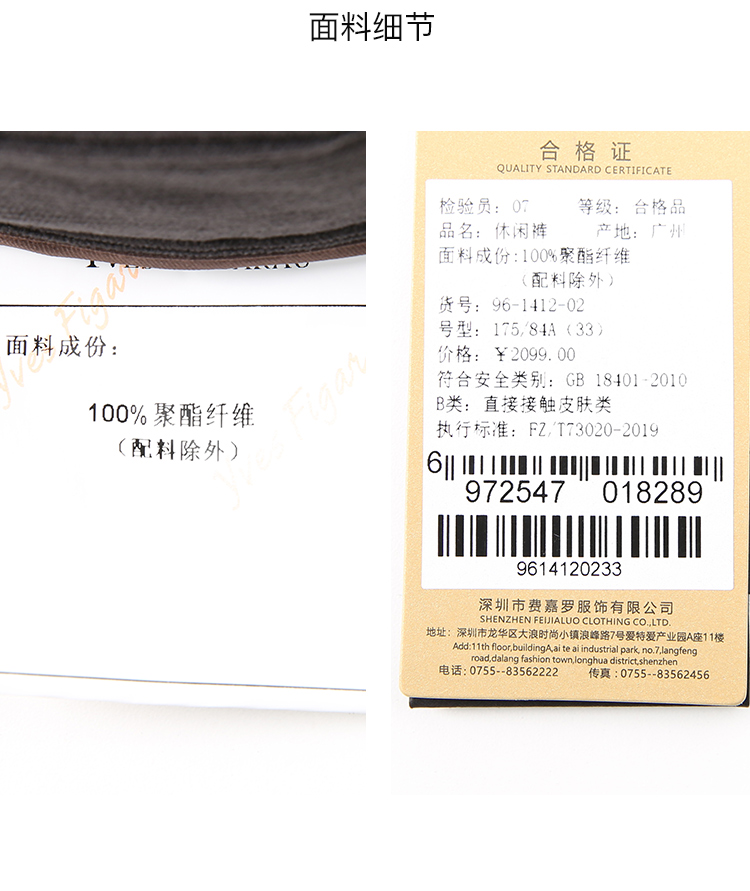 面料细节
面料成份:
100%聚酯纤维
(配料除外)
Yves Figar
yves Figar
合格证
QUALITY STANDARD CERTIFICATE
检验员: 07 等级: 合格品
品名: 休闲裤 产地: 广州
面料成份:100%聚酯纤维
(配料除外)
货号: 96-1412-02
号型: 175/84A(33)
价格: ¥2099.00
符合安全类别: GB 18401-2010
B类: 直接接触皮肤类
执行标准: FZ/T73020-2019
6 972547 018289
9614120233
深圳市费嘉罗服饰有限公司
SHENZHEN FEIJIALUO CLOTHING CO.,LTD.
地址: 深圳市龙华区大浪时尚小镇浪峰路7号爱特爱产业园A座11楼
Add:11th floor,buildingA,ai te ai industrial park, no.7,langfeng
road,dalang fashion town,longhua district,shenzhen
电话:0755--83562222 传真:0755--83562456